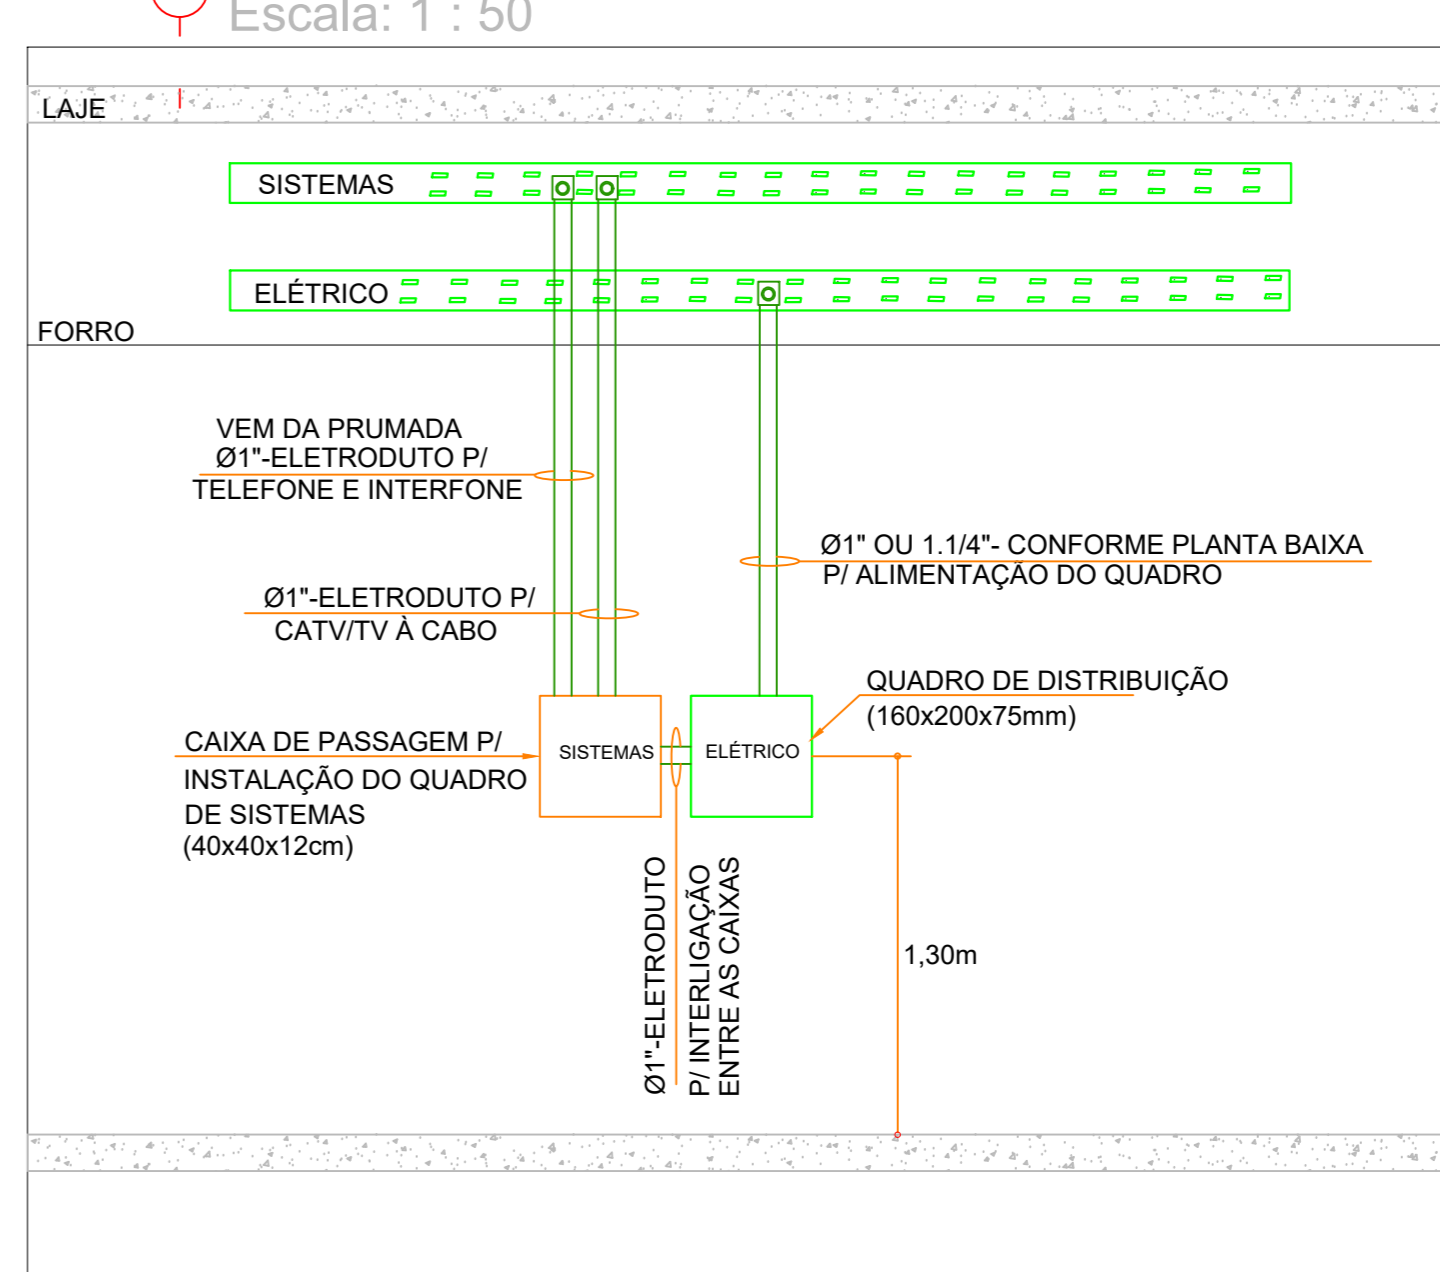 Escala: 1 : 50
LAJE
SISTEMAS
ELÉTRICO
FORRO
VEM DA PRUMADA
Ø1"-ELETRODUTO P/
TELEFONE E INTERFONE
Ø1" OU 1.1/4"- CONFORME PLANTA BAIXA
P/ ALIMENTAÇÃO DO QUADRO
Ø1"-ELETRODUTO P/
CATV/TV À CABO
QUADRO DE DISTRIBUIÇÃO
(160x200x75mm)
CAIXA DE PASSAGEM P/
INSTALAÇÃO DO QUADRO
DE SISTEMAS
(40x40x12cm)
SISTEMAS
ELÉTRICO
Ø1"-ELETRODUTO
P/ INTERLIGAÇÃO
ENTRE AS CAIXAS
1,30m